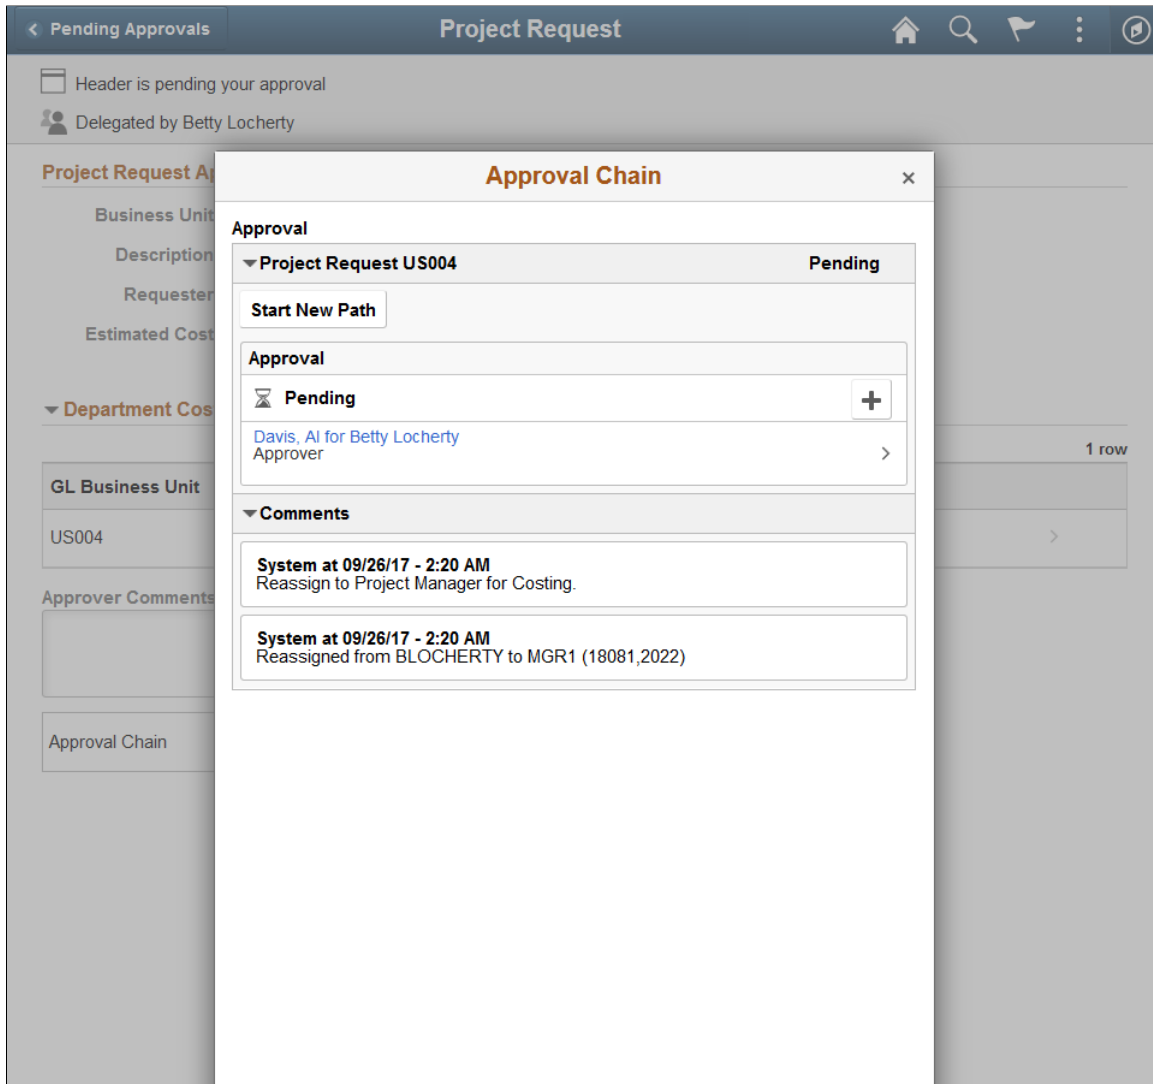 Pending Approvals
Project Request
Header is pending your approval
Delegated by Betty Locherty
Project Request Ap
Business Unit
Description
Requester
Estimated Cost
Department Cos
1 row
GL Business Unit
US004
Approver Comments
Approval Chain
Approval Chain
×
Approval
Project Request US004
Pending
Start New Path
Approval
Pending
+
Davis, Al for Betty Locherty
Approver
Comments
System at 09/26/17 - 2:20 AM
Reassign to Project Manager for Costing.
System at 09/26/17 - 2:20 AM
Reassigned from BLOCHERTY to MGR1 (18081,2022)